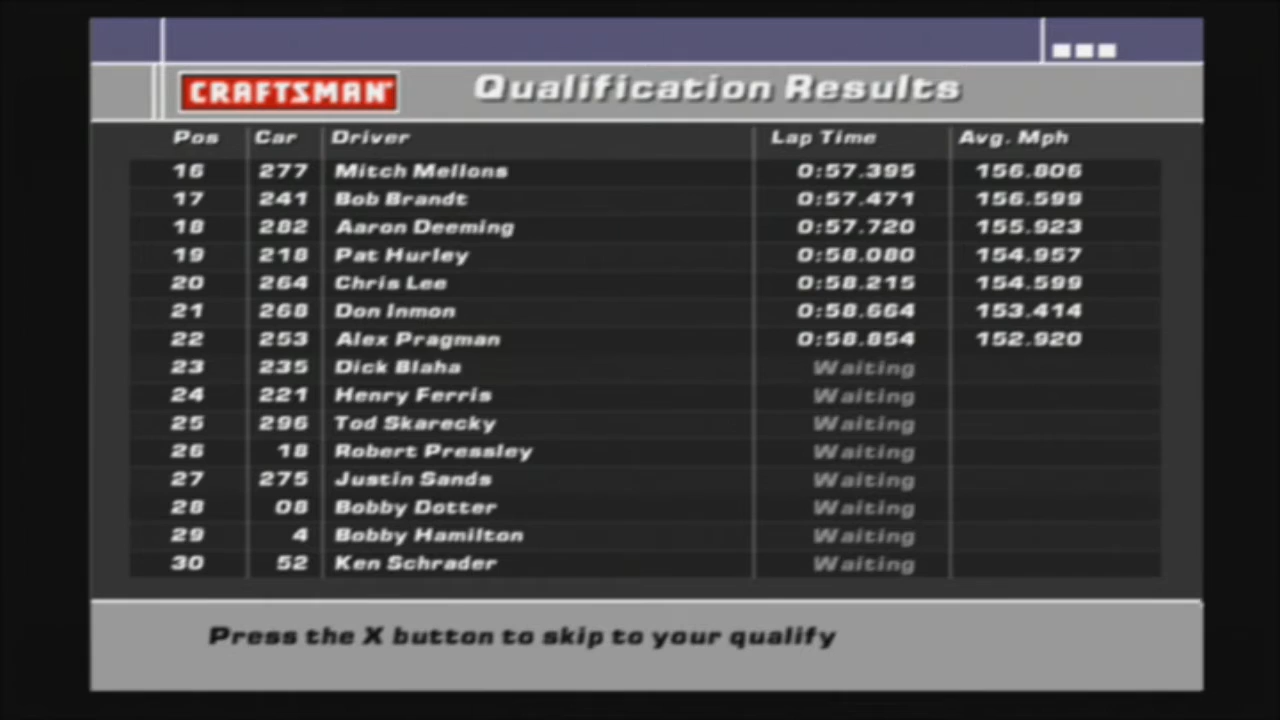 CRAFTSMAN Qualification Results
Pos Car Driver Lap Time Avg. Mph
16 277 Mitch Mellons 0:57.395 156.806
17 241 Bob Brandt 0:57.471 156.599
18 282 Aaron Deeming 0:57.720 155.923
19 218 Pat Hurley 0:58.080 154.957
20 264 Chris Lee 0:58.215 154.599
21 268 Don Inmon 0:58.664 153.414
22 253 Alex Pragman 0:58.854 152.920
23 235 Dick Blaha Waiting
24 221 Henry Ferris Waiting
25 296 Tod Skarecky Waiting
26 18 Robert Pressley Waiting
27 275 Justin Sands Waiting
28 08 Bobby Dotter Waiting
29 4 Bobby Hamilton Waiting
30 52 Ken Schrader Waiting
Press the X button to skip to your qualify